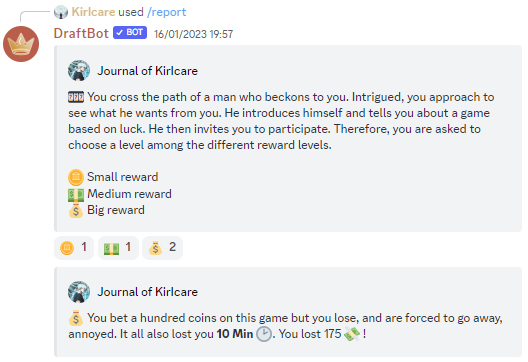 Kirlcare used /report
DraftBot ✓ BOT 16/01/2023 19:57
Journal of Kirlcare
🎰 You cross the path of a man who beckons to you. Intrigued, you approach to
see what he wants from you. He introduces himself and tells you about a game
based on luck. He then invites you to participate. Therefore, you are asked to
choose a level among the different reward levels.
🪙 Small reward
💵 Medium reward
💰 Big reward
🪙 1 💵 1 💰 2
Journal of Kirlcare
💰 You bet a hundred coins on this game but you lose, and are forced to go away,
annoyed. It all also lost you 10 Min 🕑. You lost 175 💸 !